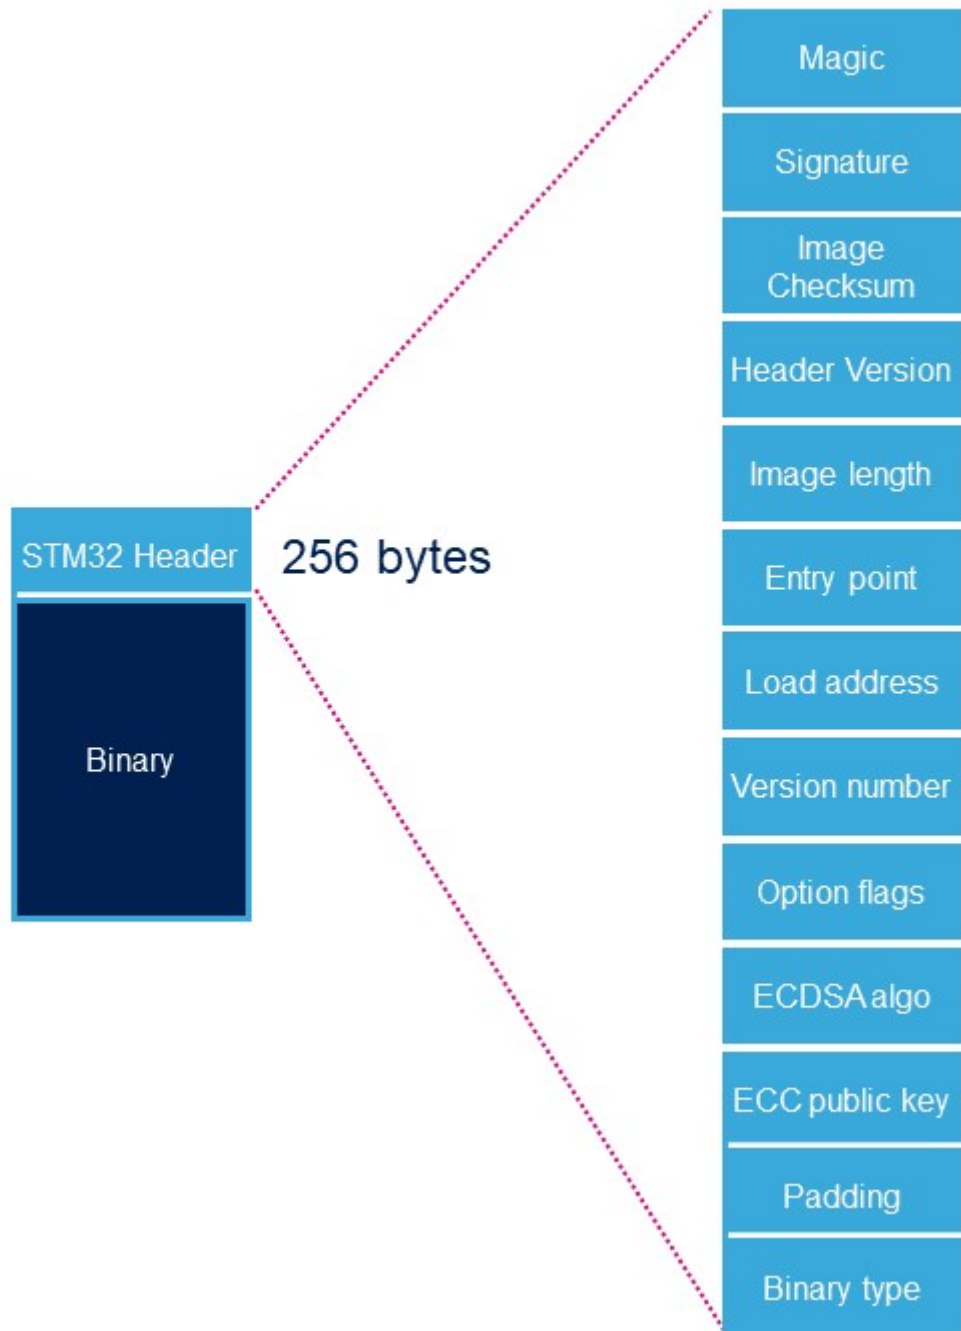 STM32 Header
256 bytes
Binary
Magic
Signature
Image
Checksum
Header Version
Image length
Entry point
Load address
Version number
Option flags
ECDSA algo
ECC public key
Padding
Binary type